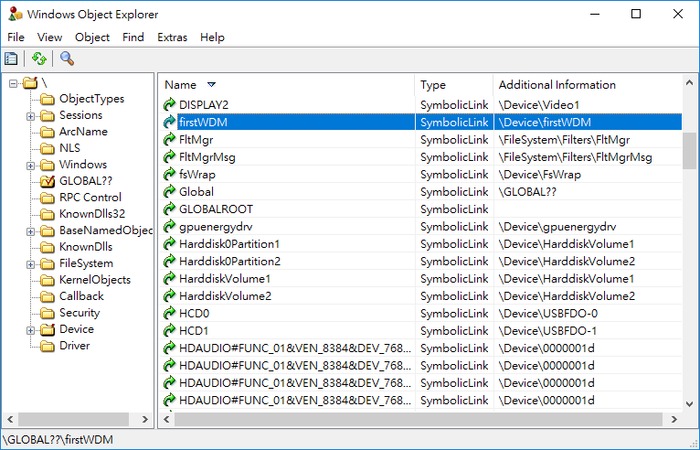 Windows Object Explorer
File View Object Find Extras Help
\
ObjectTypes
Sessions
ArcName
NLS
Windows
GLOBAL??
RPC Control
KnownDlls32
BaseNamedObjec
KnownDlls
FileSystem
KernelObjects
Callback
Security
Device
Driver
Name Type Additional Information
DISPLAY2 SymbolicLink \Device\Video1
firstWDM SymbolicLink \Device\firstWDM
FltMgr SymbolicLink \FileSystem\Filters\FltMgr
FltMgrMsg SymbolicLink \FileSystem\Filters\FltMgrMsg
fsWrap SymbolicLink \Device\FsWrap
Global SymbolicLink \GLOBAL??
GLOBALROOT SymbolicLink
gpuenergydrv SymbolicLink \Device\gpuenergydrv
Harddisk0Partition1 SymbolicLink \Device\HarddiskVolume1
Harddisk0Partition2 SymbolicLink \Device\HarddiskVolume2
HarddiskVolume1 SymbolicLink \Device\HarddiskVolume1
HarddiskVolume2 SymbolicLink \Device\HarddiskVolume2
HCD0 SymbolicLink \Device\USBFDO-0
HCD1 SymbolicLink \Device\USBFDO-1
HDAUDIO#FUNC_01&VEN_8384&DEV_768... SymbolicLink \Device\0000001d
HDAUDIO#FUNC_01&VEN_8384&DEV_768... SymbolicLink \Device\0000001d
HDAUDIO#FUNC_01&VEN_8384&DEV_768... SymbolicLink \Device\0000001d
HDAUDIO#FUNC_01&VEN_8384&DEV_768... SymbolicLink \Device\0000001d
\GLOBAL??\firstWDM